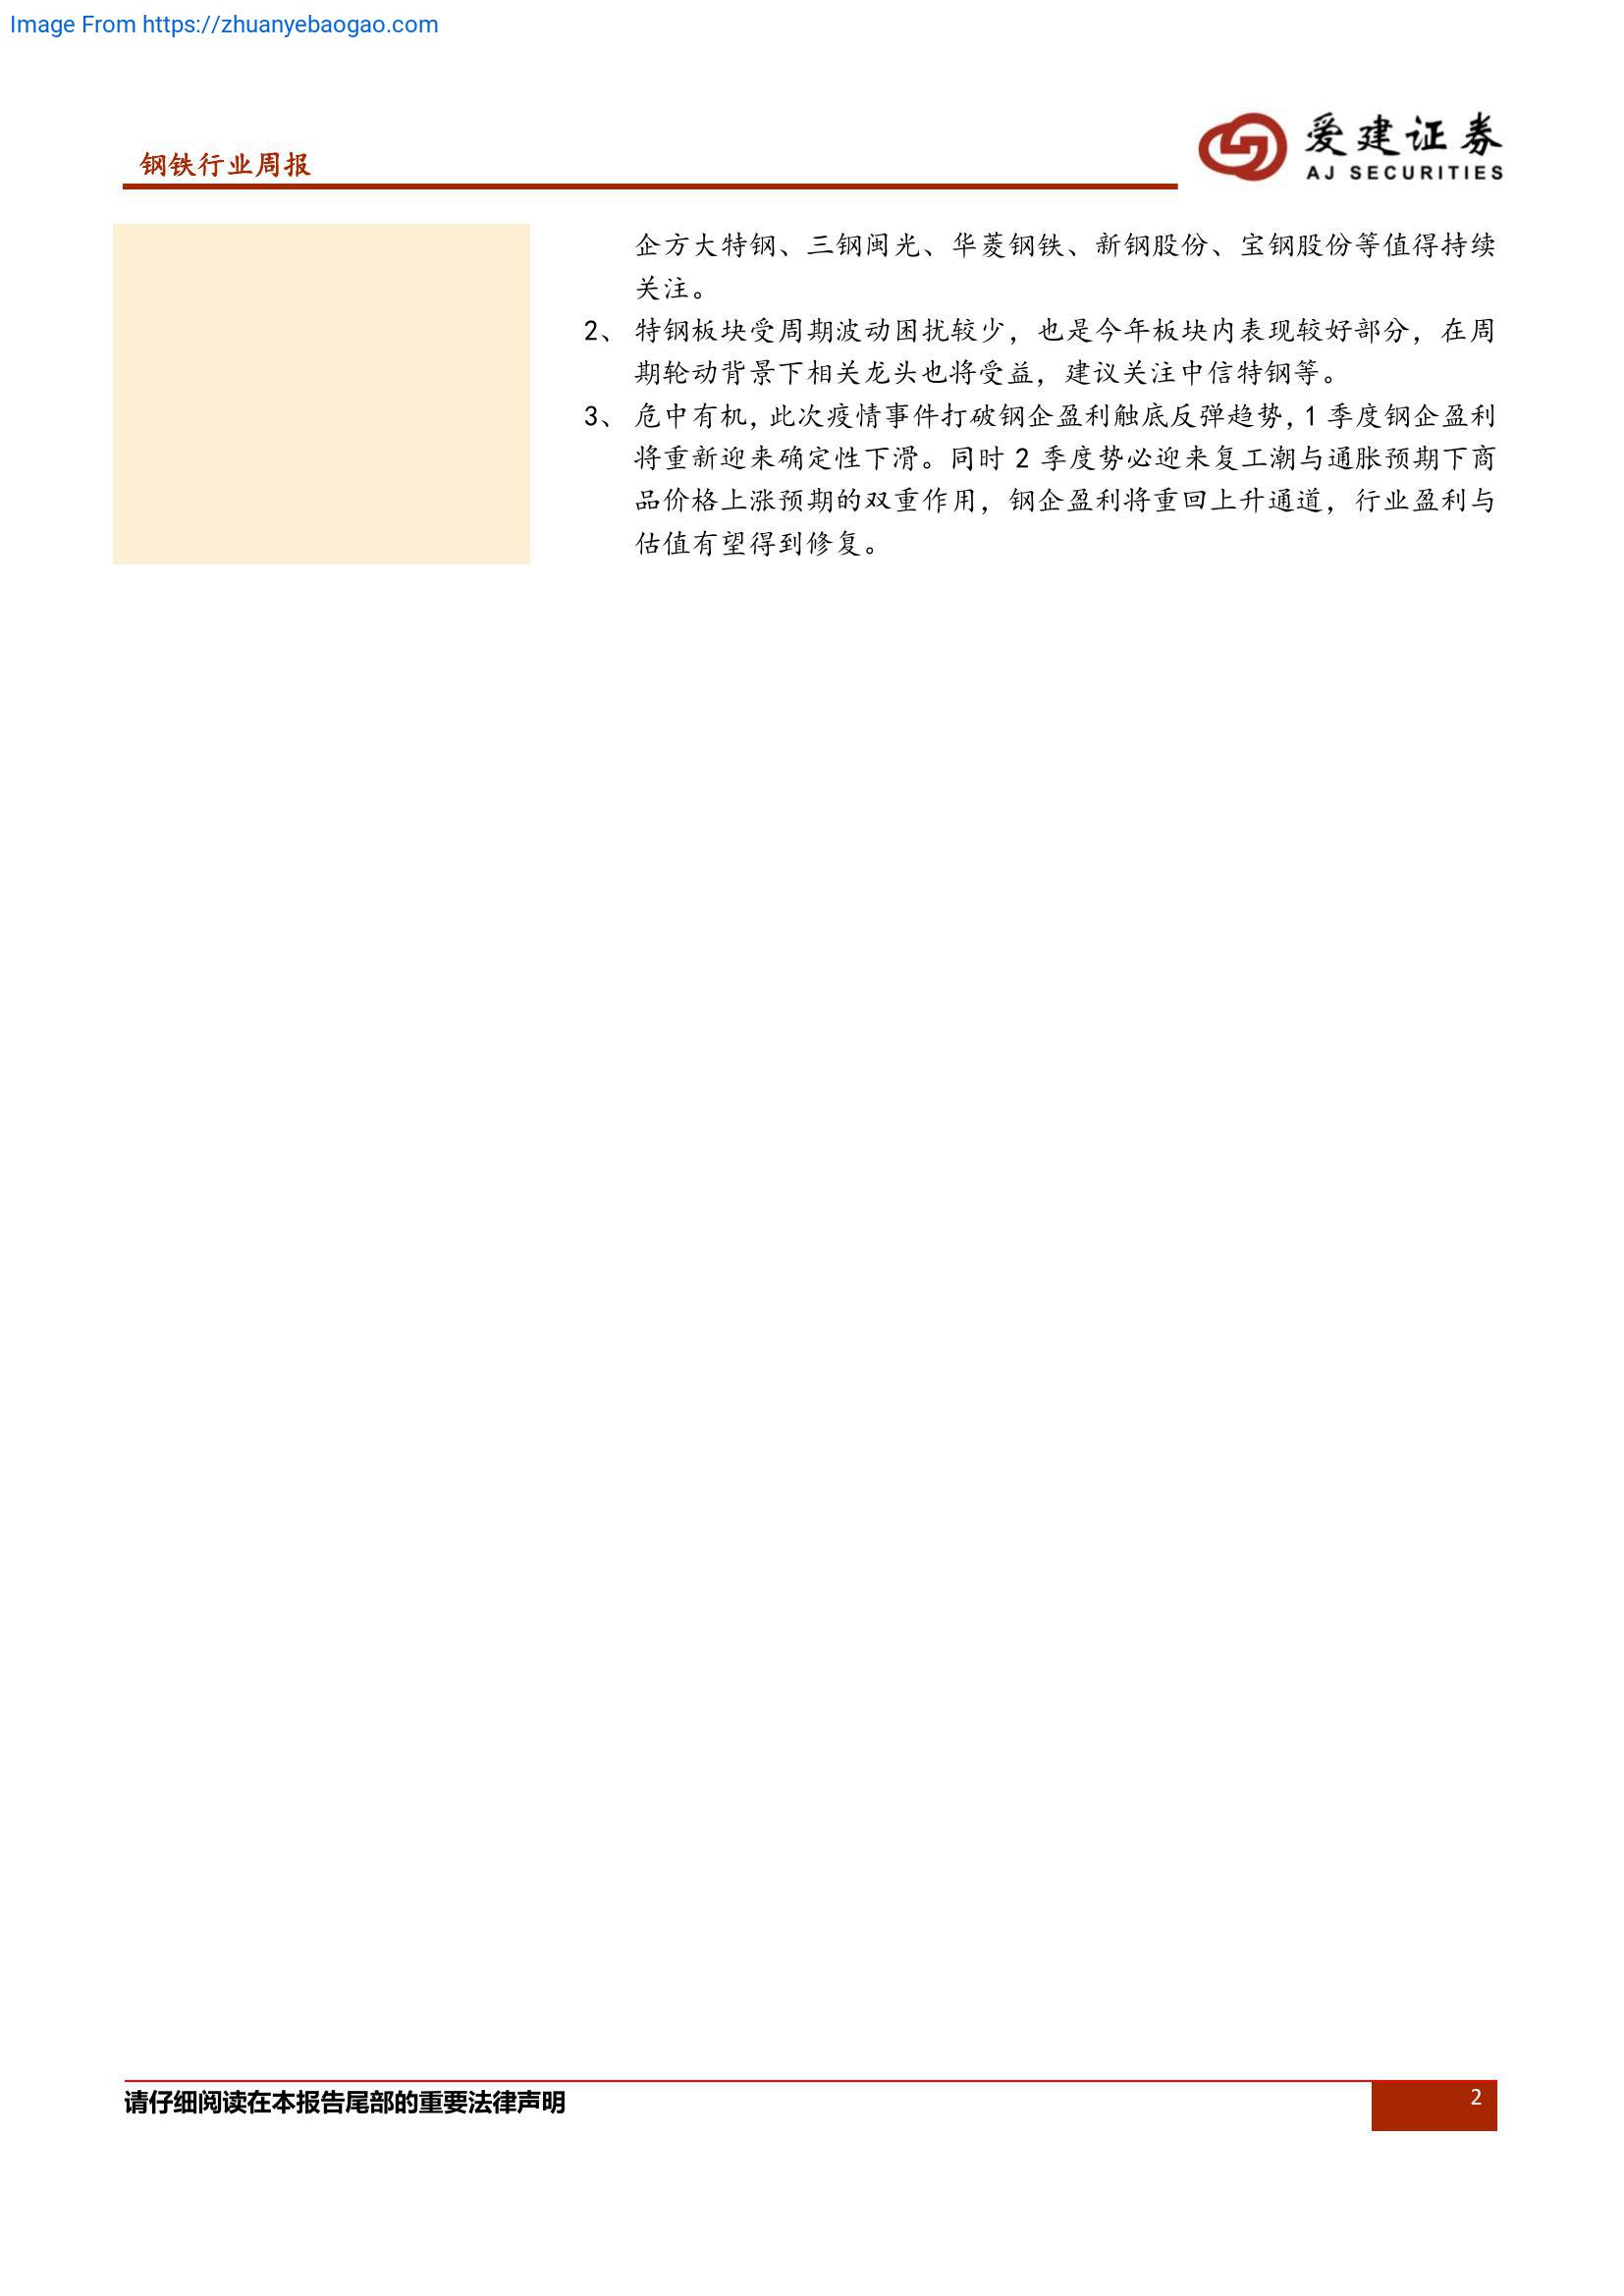 Image From https://zhuanyebaogao.com
钢铁行业周报
爱建证券
AJ SECURITIES
企方大特钢、三钢闽光、华菱钢铁、新钢股份、宝钢股份等值得持续
关注。
2、 特钢板块受周期波动困扰较少，也是今年板块内表现较好部分，在周
期轮动背景下相关龙头也将受益，建议关注中信特钢等。
3、 危中有机，此次疫情事件打破钢企盈利触底反弹趋势，1 季度钢企盈利
将重新迎来确定性下滑。同时 2 季度势必迎来复工潮与通胀预期下商
品价格上涨预期的双重作用，钢企盈利将重回上升通道，行业盈利与
估值有望得到修复。
请仔细阅读在本报告尾部的重要法律声明
2